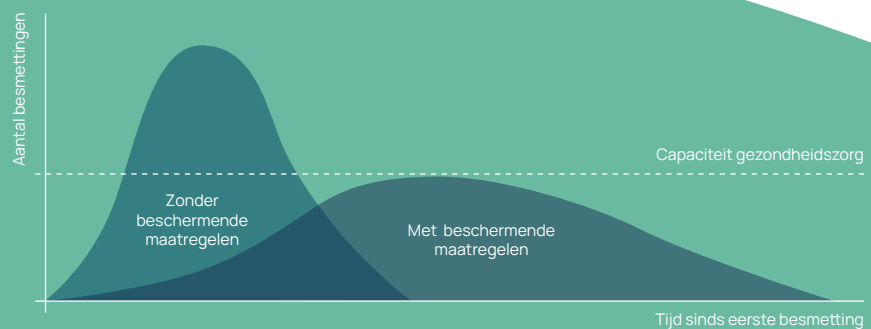 Aantal besmettingen
Capaciteit gezondheidszorg
Zonder
beschermende
maatregelen
Met beschermende
maatregelen
Tijd sinds eerste besmetting